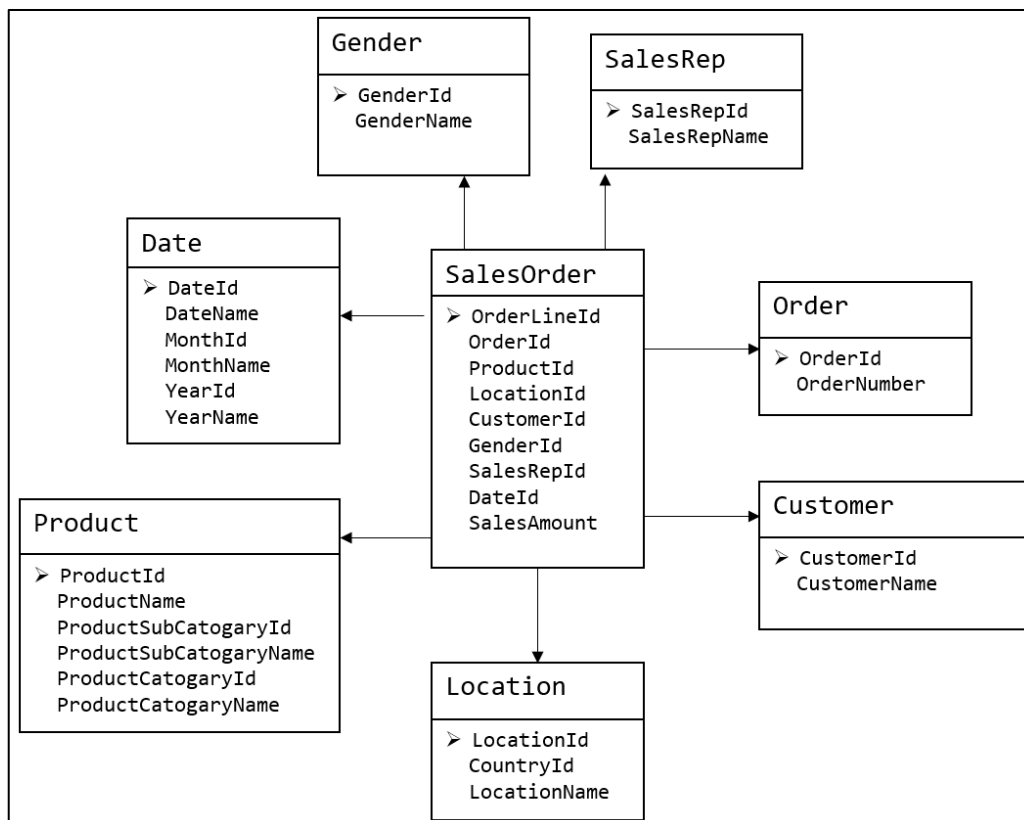 Gender
GenderId
GenderName
SalesRep
SalesRepId
SalesRepName
Date
DateId
DateName
MonthId
MonthName
YearId
YearName
SalesOrder
OrderLineId
OrderId
ProductId
LocationId
CustomerId
GenderId
SalesRepId
DateId
SalesAmount
Order
OrderId
OrderNumber
Product
ProductId
ProductName
ProductSubCatogaryId
ProductSubCatogaryName
ProductCatogaryId
ProductCatogaryName
Customer
CustomerId
CustomerName
Location
LocationId
CountryId
LocationName